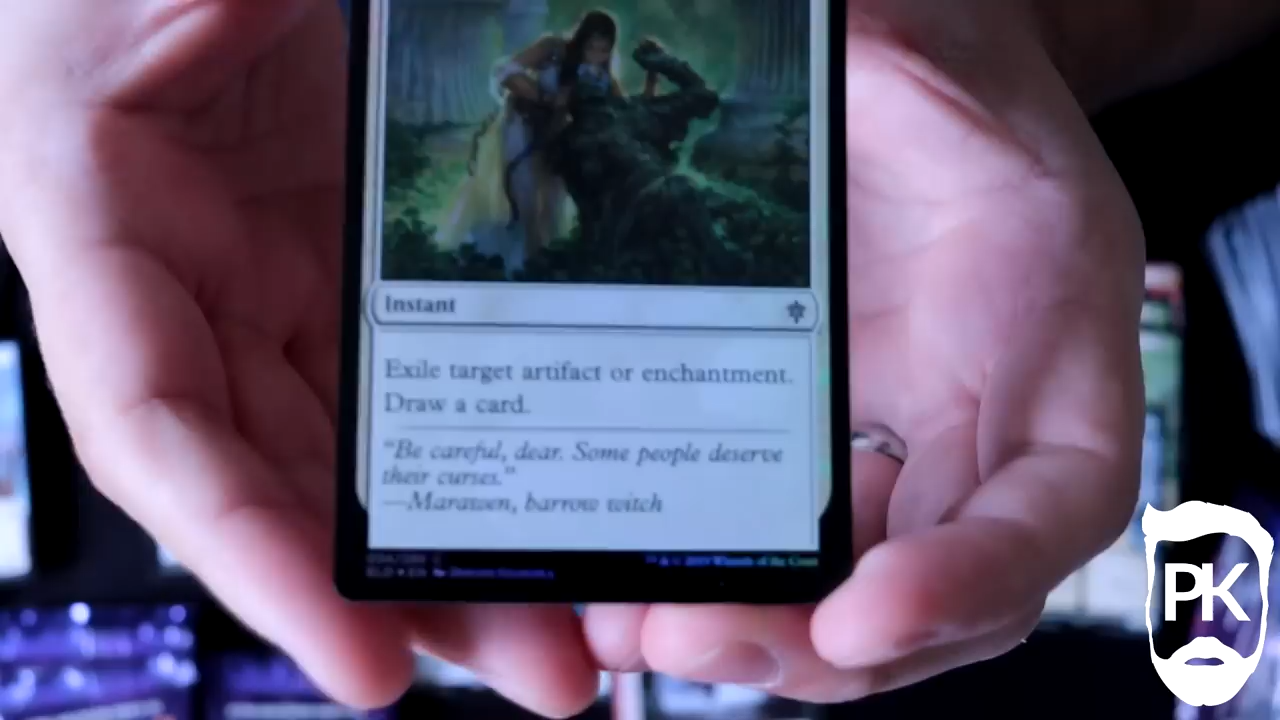 Instant
Exile target artifact or enchantment.
Draw a card.
"Be careful, dear. Some people deserve
their curses."
—Marawen, barrow witch
PK